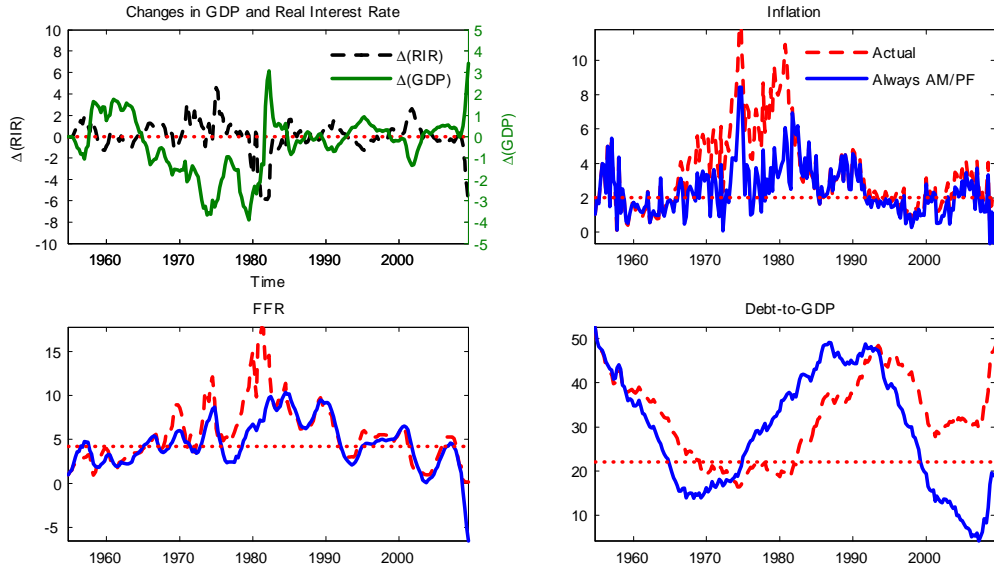 Changes in GDP and Real Interest Rate
10
8
6
4
2
0
-2
-4
-6
-8
-10
Δ(RIR)
Δ(RIR)
Δ(GDP)
5
4
3
2
1
0
-1
-2
-3
-4
-5
Δ(GDP)
1960 1970 1980 1990 2000
Time
Inflation
10
8
6
4
2
0
Actual
Always AM/PF
1960 1970 1980 1990 2000
FFR
15
10
5
0
-5
1960 1970 1980 1990 2000
Debt-to-GDP
50
40
30
20
10
1960 1970 1980 1990 2000